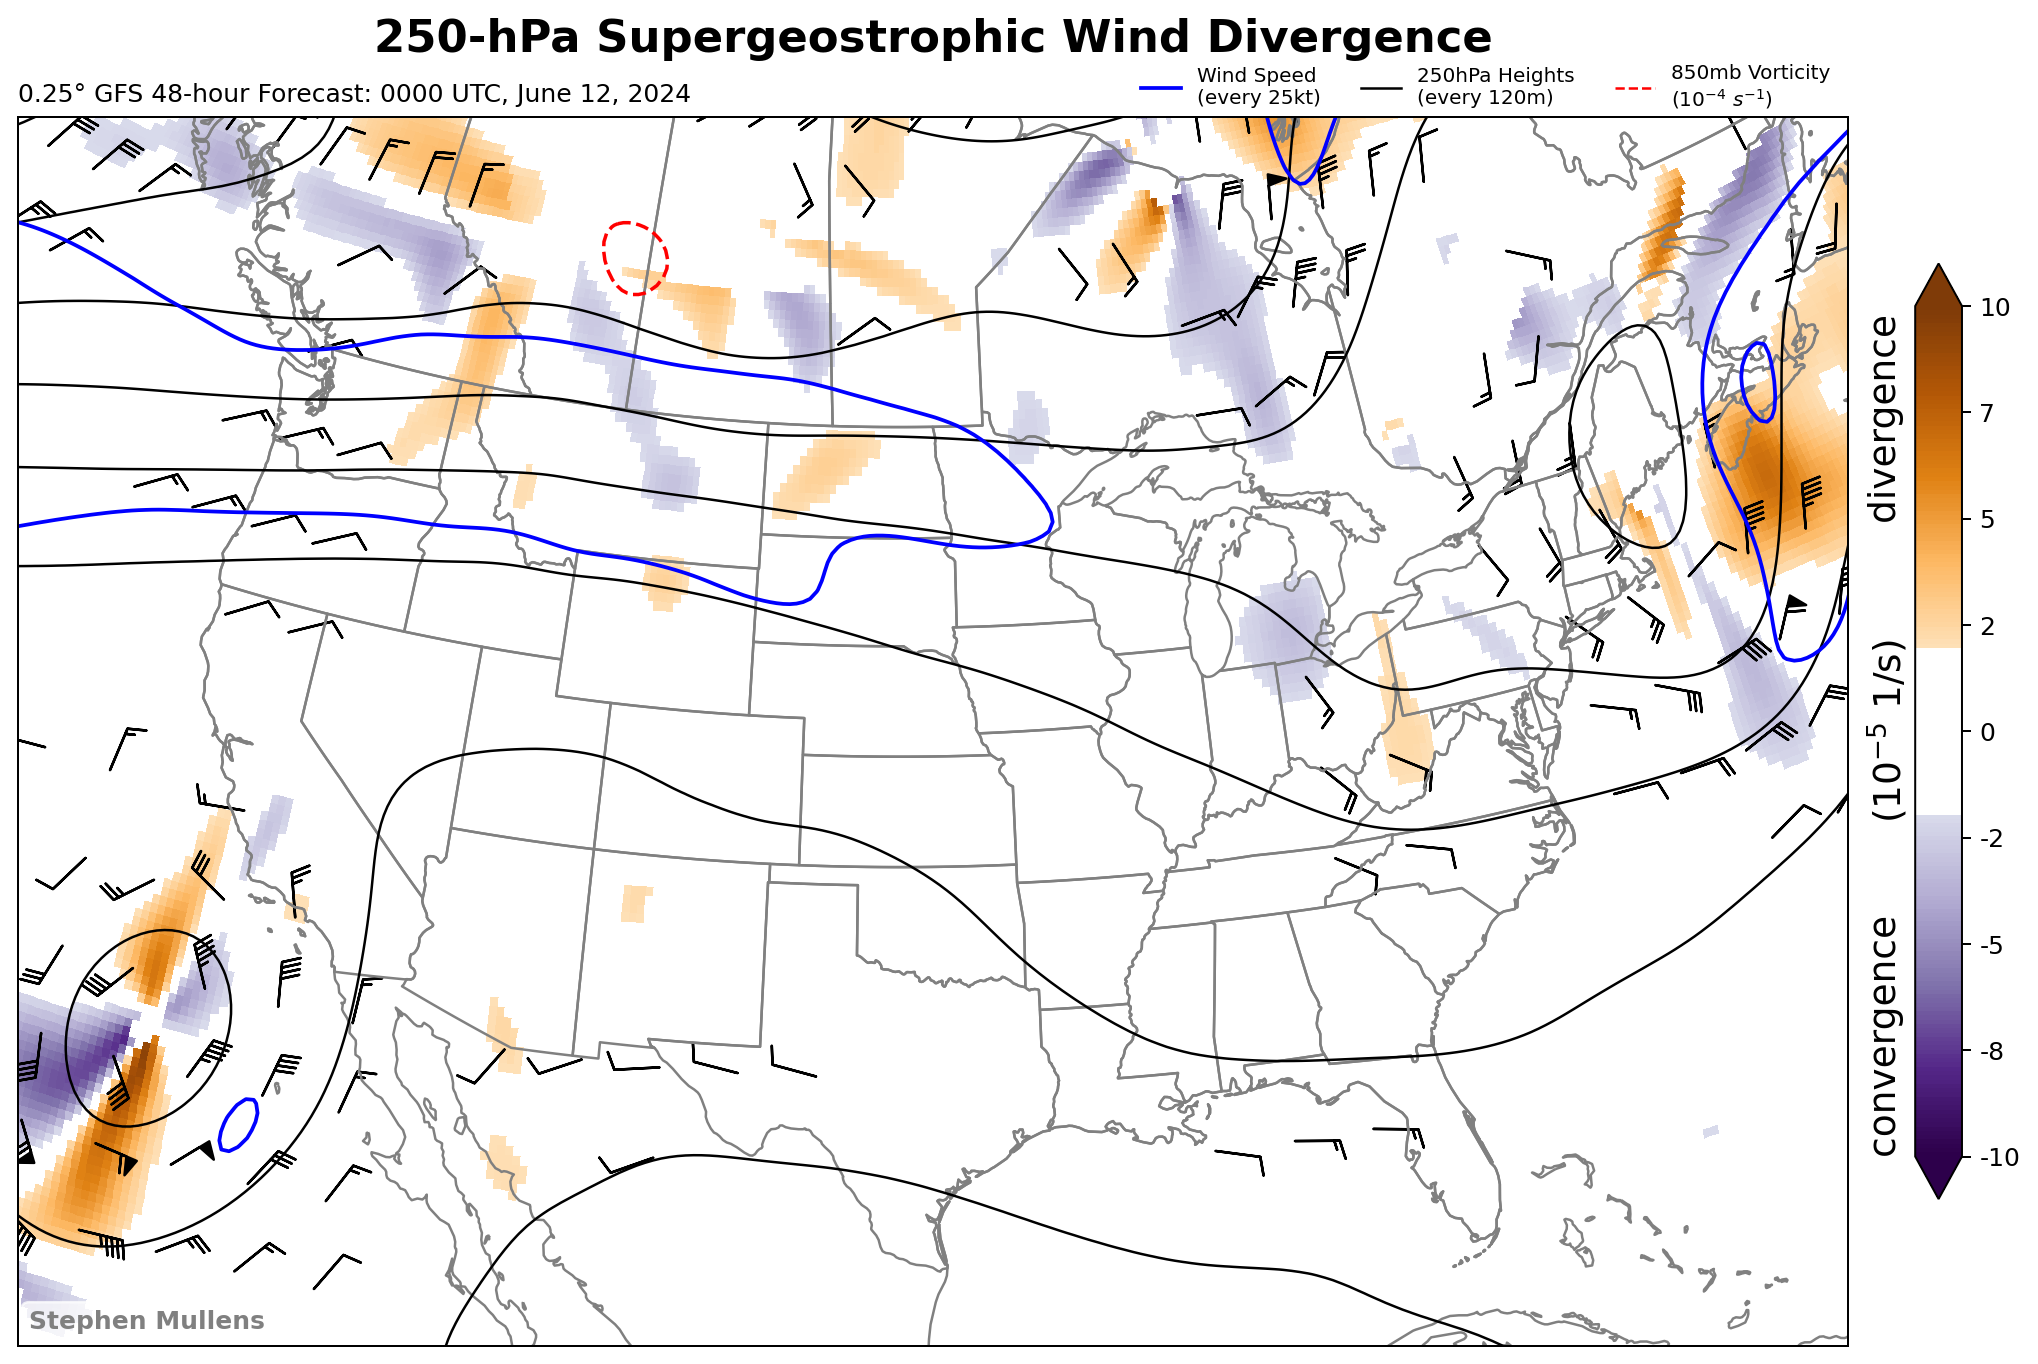 250-hPa Supergeostrophic Wind Divergence
0.25° GFS 48-hour Forecast: 0000 UTC, June 12, 2024
Wind Speed
(every 25kt)
250hPa Heights
(every 120m)
850mb Vorticity
(10⁻⁴ s⁻¹)
10
7
5
2
0
-2
-5
-8
-10
convergence (10⁻⁵ 1/s) divergence
Stephen Mullens